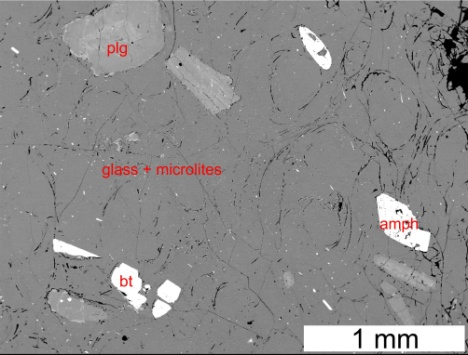 plg
glass + microlites
amph
bt
1 mm